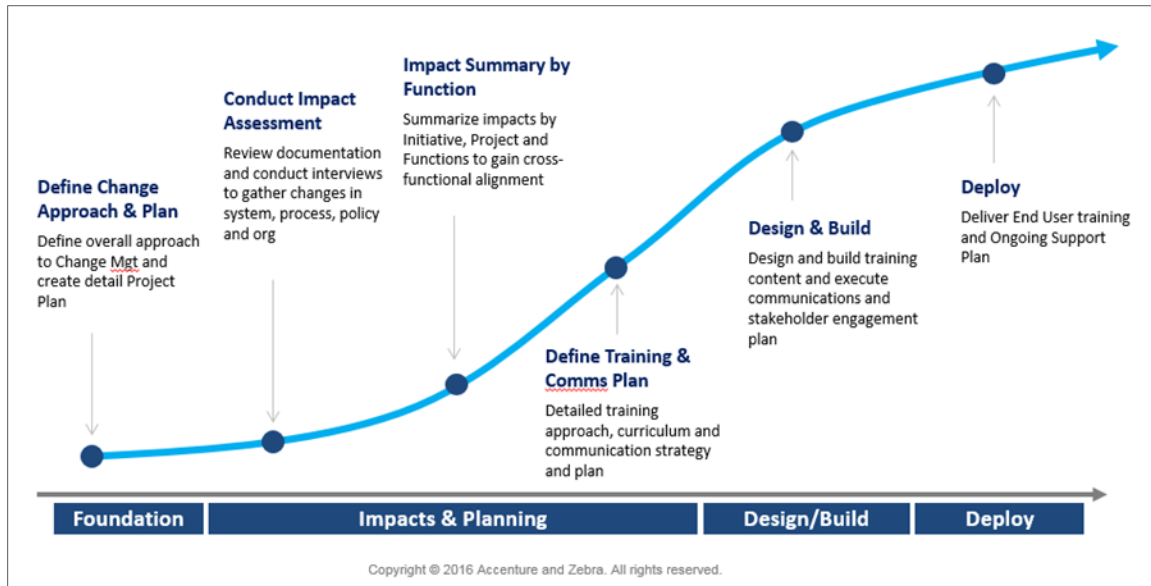 Define Change
Approach & Plan
Define overall approach
to Change Mgt and
create detail Project
Plan
Conduct Impact
Assessment
Review documentation
and conduct interviews
to gather changes in
system, process, policy
and org
Impact Summary by
Function
Summarize impacts by
Initiative, Project and
Functions to gain cross-
functional alignment
Define Training &
Comms Plan
Detailed training
approach, curriculum and
communication strategy
and plan
Design & Build
Design and build training
content and execute
communications and
stakeholder engagement
plan
Deploy
Deliver End User training
and Ongoing Support
Plan
Foundation
Impacts & Planning
Design/Build
Deploy
Copyright © 2016 Accenture and Zebra. All rights reserved.